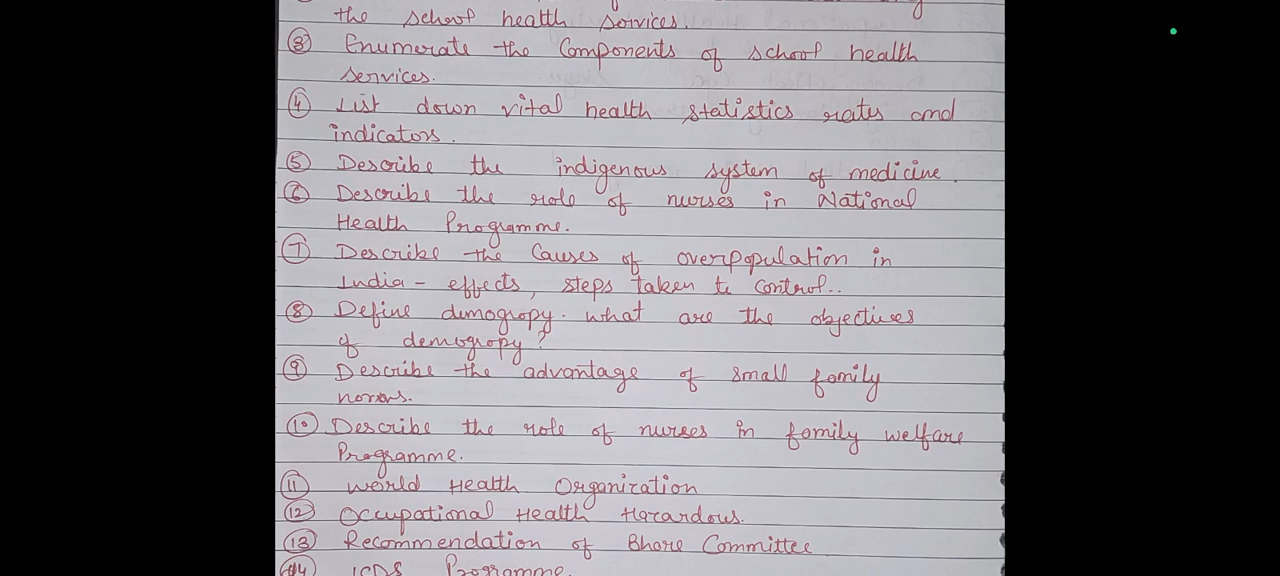 the school health services.
③ Enumerate the Components of school health
services.
④ List down vital health statistics rates and
indicators.
⑤ Describe the indigenous system of medicine.
⑥ Describe the role of nurses in National
Health Programme.
⑦ Describe the Causes of overpopulation in
India - effects, steps taken to control..
⑧ Define demogropy. what are the objectives
of demogropy?
⑨ Describe the advantage of small family
norms.
⑩ Describe the role of nurses in family welfare
Programme.
⑪ World Health Organization
⑫ Occupational Health Hazardous.
⑬ Recommendation of Bhore Committee
⑭ ICDS Programme.